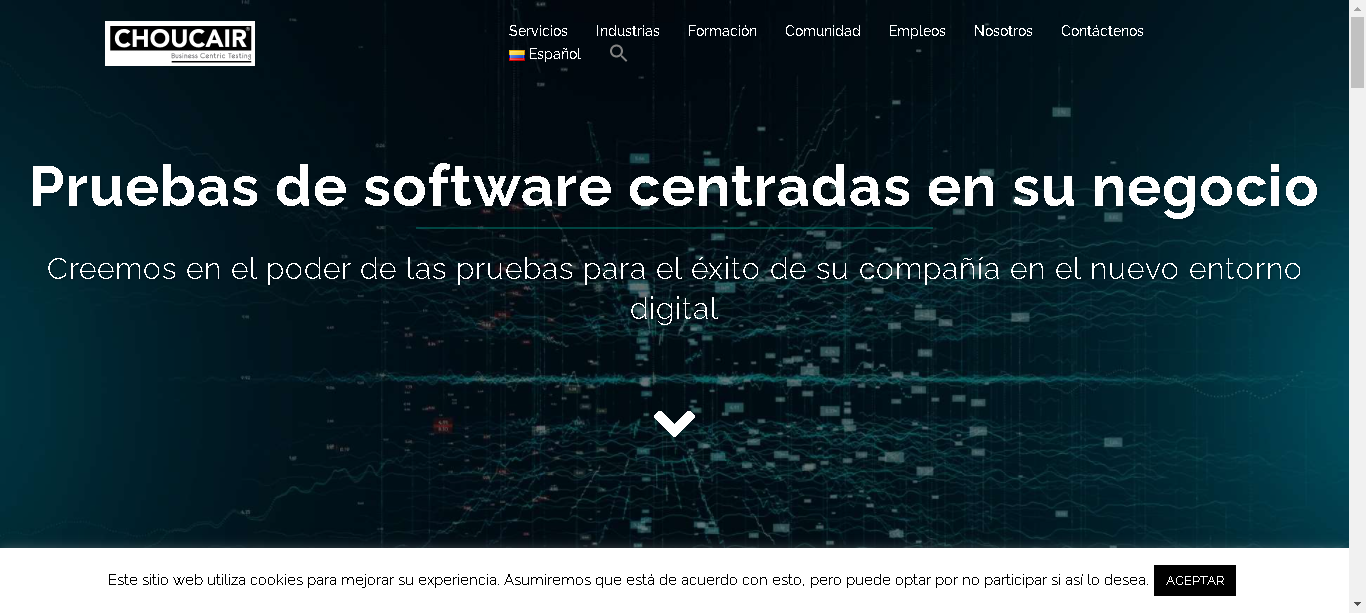 CHOUCAIR®
Business Centric Testing
Servicios Industrias Formación Comunidad Empleos Nosotros Contáctenos
Español
Pruebas de software centradas en su negocio
Creemos en el poder de las pruebas para el éxito de su compañía en el nuevo entorno
digital
Este sitio web utiliza cookies para mejorar su experiencia. Asumiremos que está de acuerdo con esto, pero puede optar por no participar si así lo desea. ACEPTAR